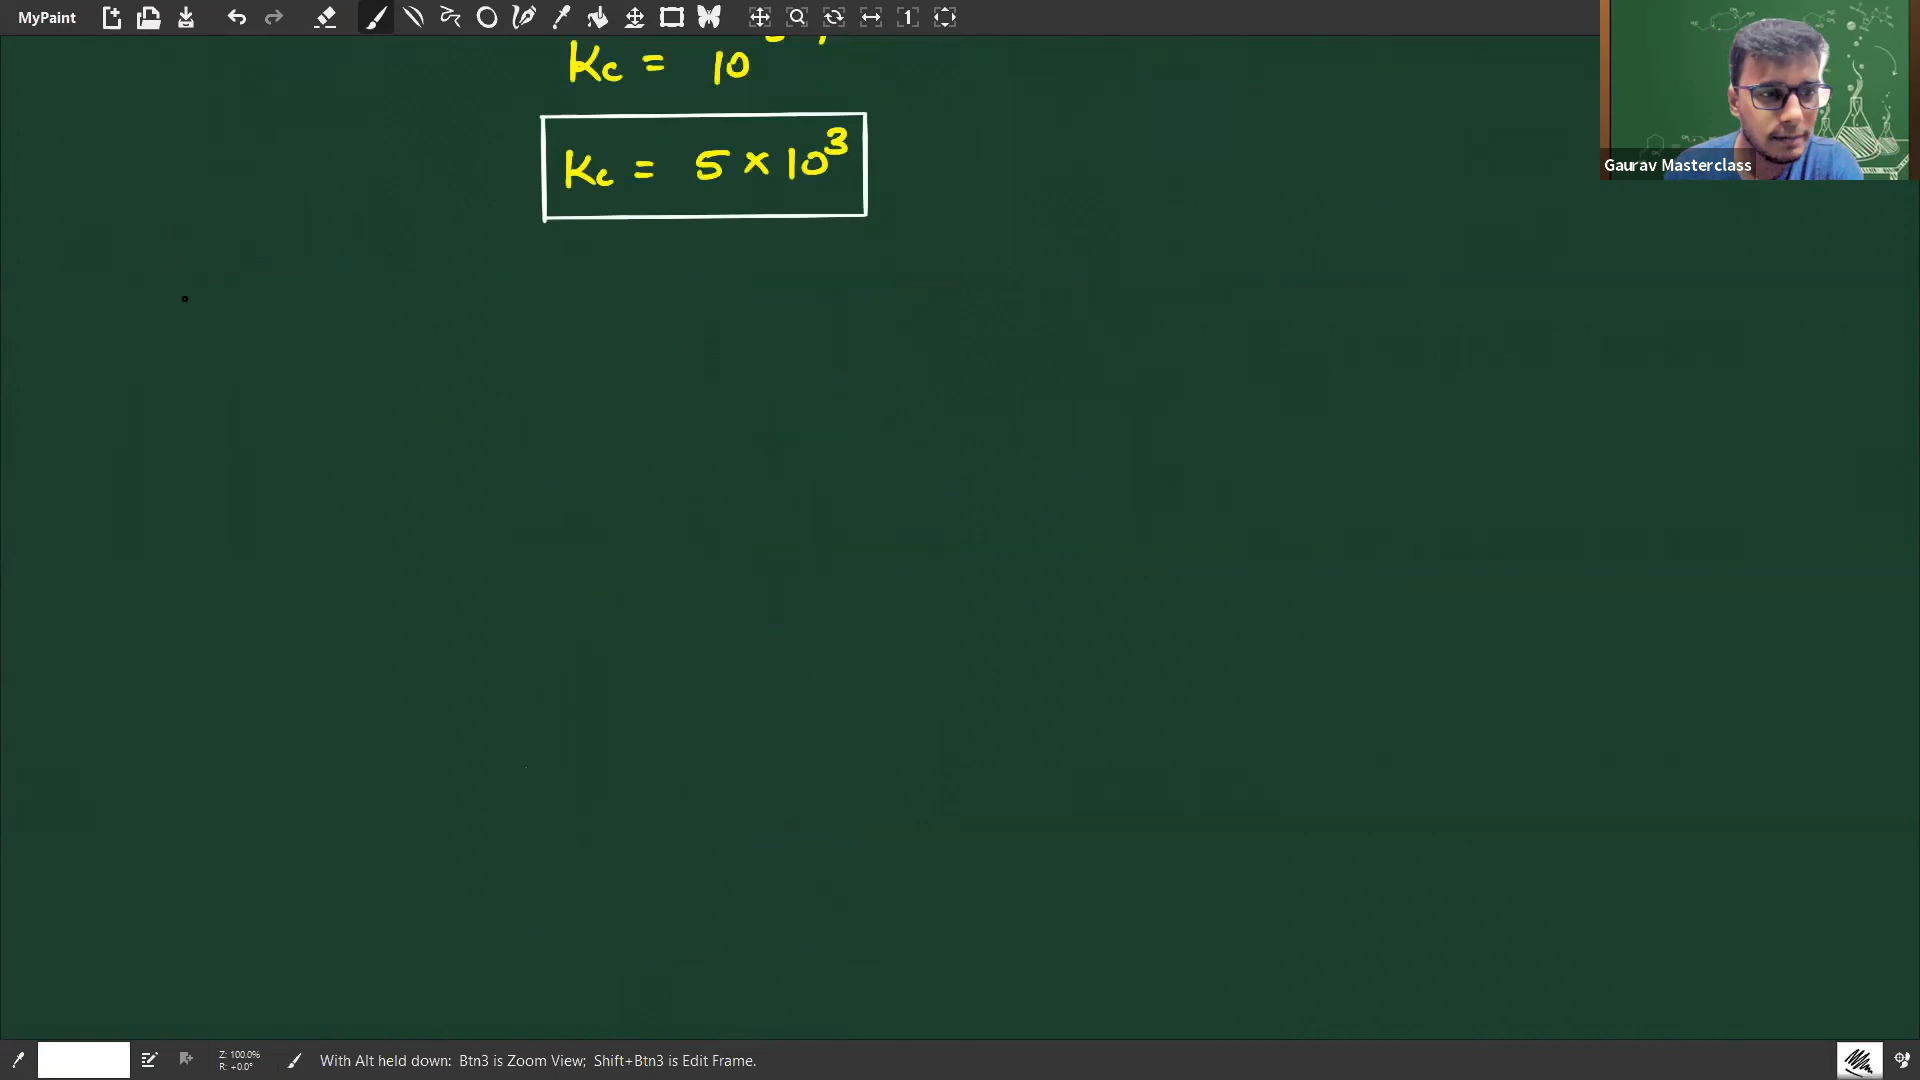 MyPaint
Kc = 10
Kc = 5 × 10³
Gaurav Masterclass
Z: 100.0%
R: +0.0°
With Alt held down: Btn3 is Zoom View; Shift+Btn3 is Edit Frame.